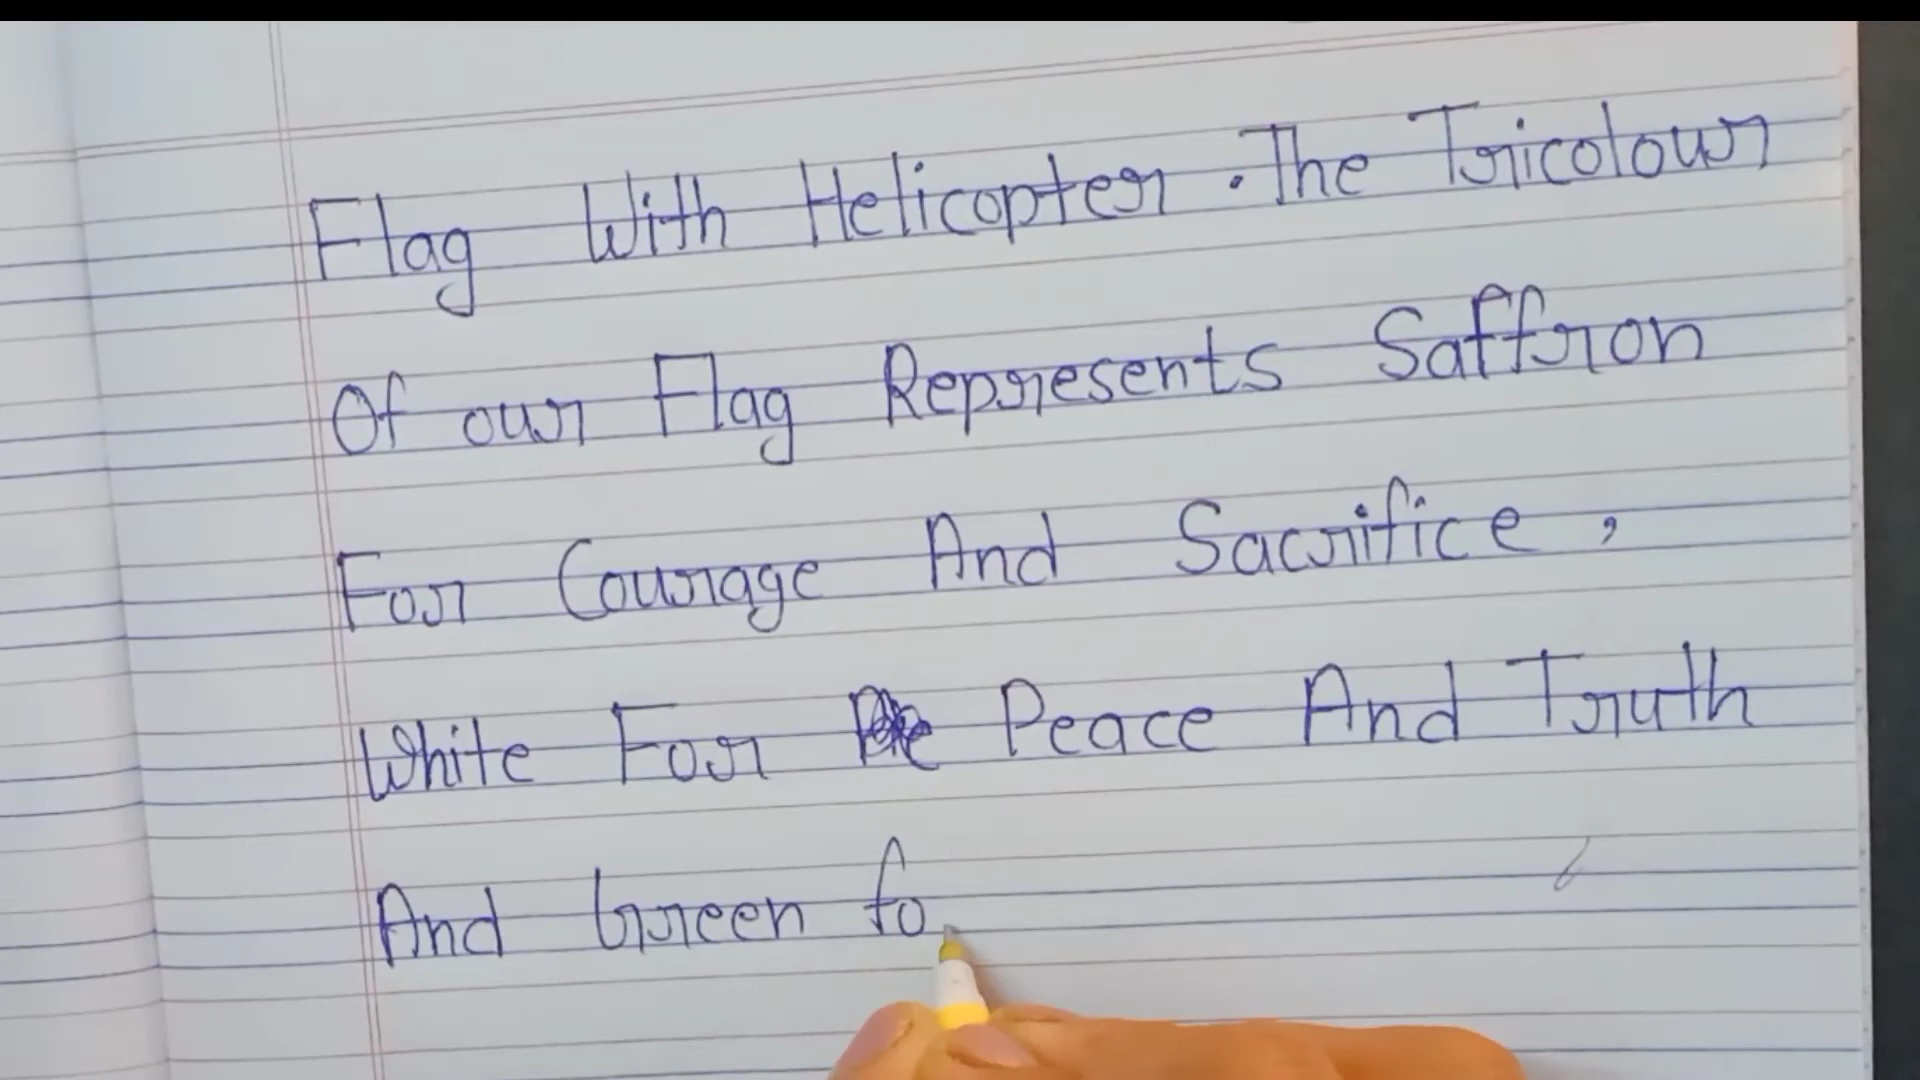 Flag With Helicopter . The Tricolour
Of our Flag Represents Saffron
For Courage And Sacrifice ,
White For Peace And Truth
And Green fo